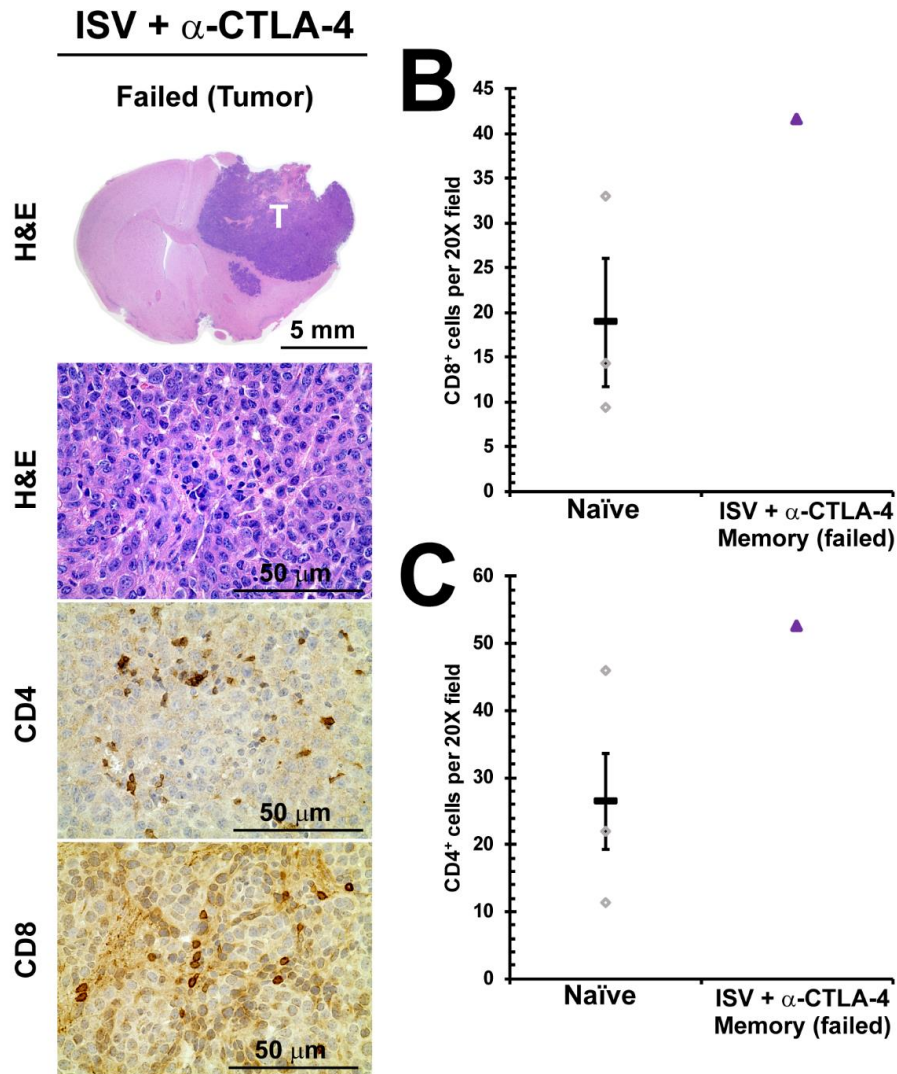 ISV + α-CTLA-4
Failed (Tumor)
H&E
T
5 mm
H&E
50 μm
CD4
50 μm
CD8
50 μm
B
CD8⁺ cells per 20X field
45
40
35
30
25
20
15
10
5
0
Naïve
ISV + α-CTLA-4
Memory (failed)
C
CD4⁺ cells per 20X field
60
50
40
30
20
10
0
Naïve
ISV + α-CTLA-4
Memory (failed)